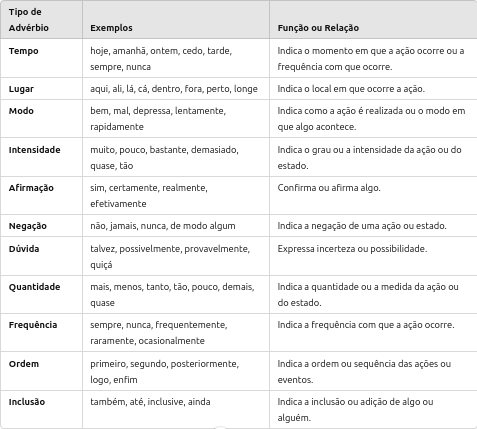 Tipo de
Advérbio
Exemplos
Função ou Relação
Tempo
hoje, amanhã, ontem, cedo, tarde,
sempre, nunca
Indica o momento em que a ação ocorre ou a
frequência com que ocorre.
Lugar
aqui, ali, lá, cá, dentro, fora, perto, longe
Indica o local em que ocorre a ação.
Modo
bem, mal, depressa, lentamente,
rapidamente
Indica como a ação é realizada ou o modo em
que algo acontece.
Intensidade
muito, pouco, bastante, demasiado,
quase, tão
Indica o grau ou a intensidade da ação ou do
estado.
Afirmação
sim, certamente, realmente,
efetivamente
Confirma ou afirma algo.
Negação
não, jamais, nunca, de modo algum
Indica a negação de uma ação ou estado.
Dúvida
talvez, possivelmente, provavelmente,
quiçá
Expressa incerteza ou possibilidade.
Quantidade
mais, menos, tanto, tão, pouco, demais,
quase
Indica a quantidade ou a medida da ação ou
do estado.
Frequência
sempre, nunca, frequentemente,
raramente, ocasionalmente
Indica a frequência com que a ação ocorre.
Ordem
primeiro, segundo, posteriormente,
logo, enfim
Indica a ordem ou sequência das ações ou
eventos.
Inclusão
também, até, inclusive, ainda
Indica a inclusão ou adição de algo ou
alguém.